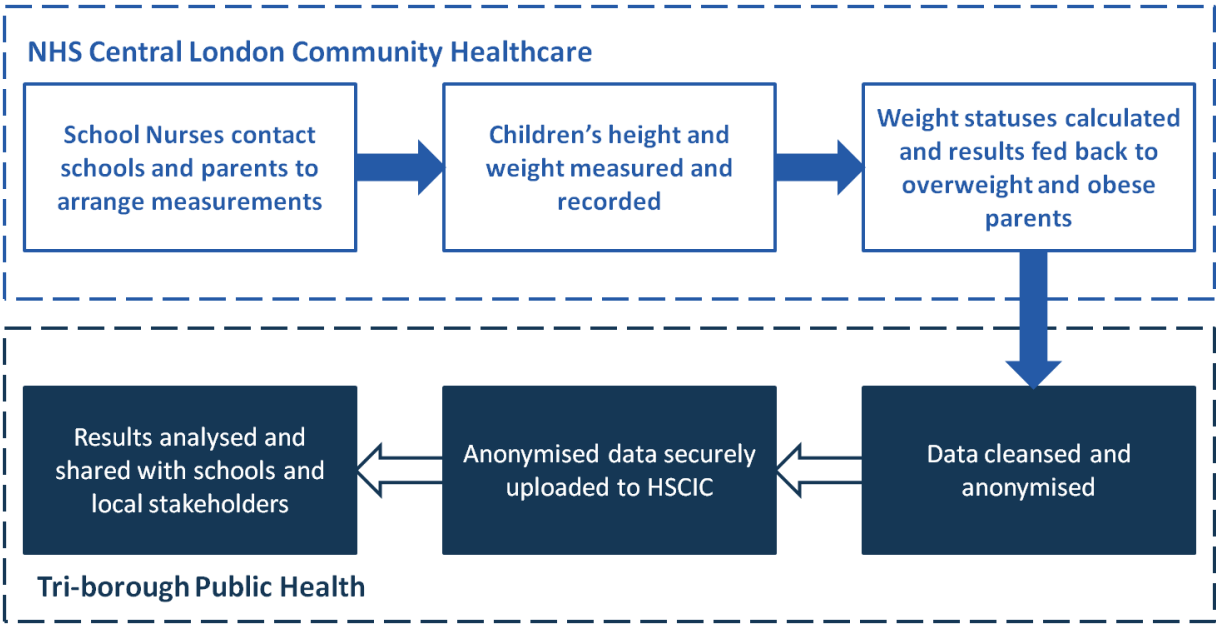 NHS Central London Community Healthcare
School Nurses contact
schools and parents to
arrange measurements
Children’s height and
weight measured and
recorded
Weight statuses calculated
and results fed back to
overweight and obese
parents
Data cleansed and
anonymised
Anonymised data securely
uploaded to HSCIC
Results analysed and
shared with schools and
local stakeholders
Tri-borough Public Health